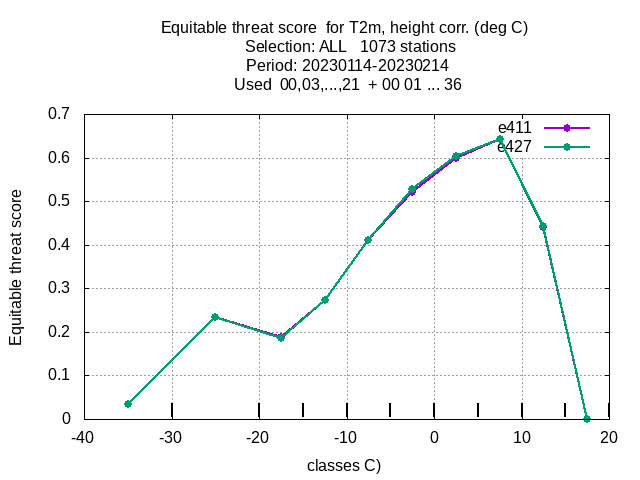 Equitable threat score  for T2m, height corr. (deg C)
Selection: ALL   1073 stations
Period: 20230114-20230214
Used  00,03,...,21  + 00 01 ... 36
Equitable threat score
0.7
0.6
0.5
0.4
0.3
0.2
0.1
0
e411
e427
-40
-30
-20
-10
0
10
20
classes C)